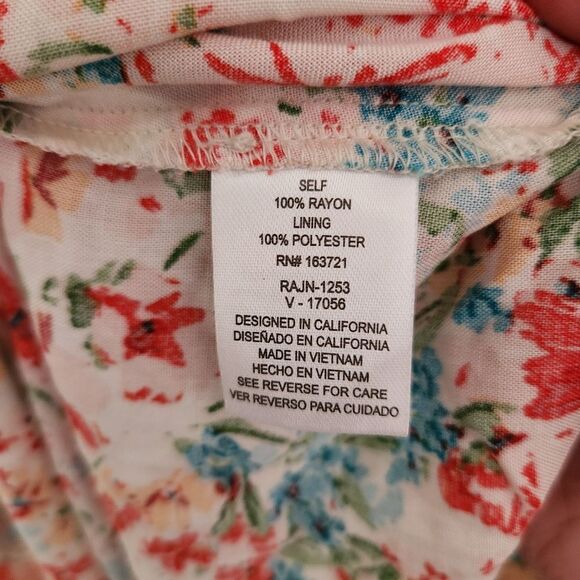 SELF
100% RAYON
LINING
100% POLYESTER
RN# 163721
RAJN-1253
V - 17056
DESIGNED IN CALIFORNIA
DISEÑADO EN CALIFORNIA
MADE IN VIETNAM
HECHO EN VIETNAM
SEE REVERSE FOR CARE
VER REVERSO PARA CUIDADO